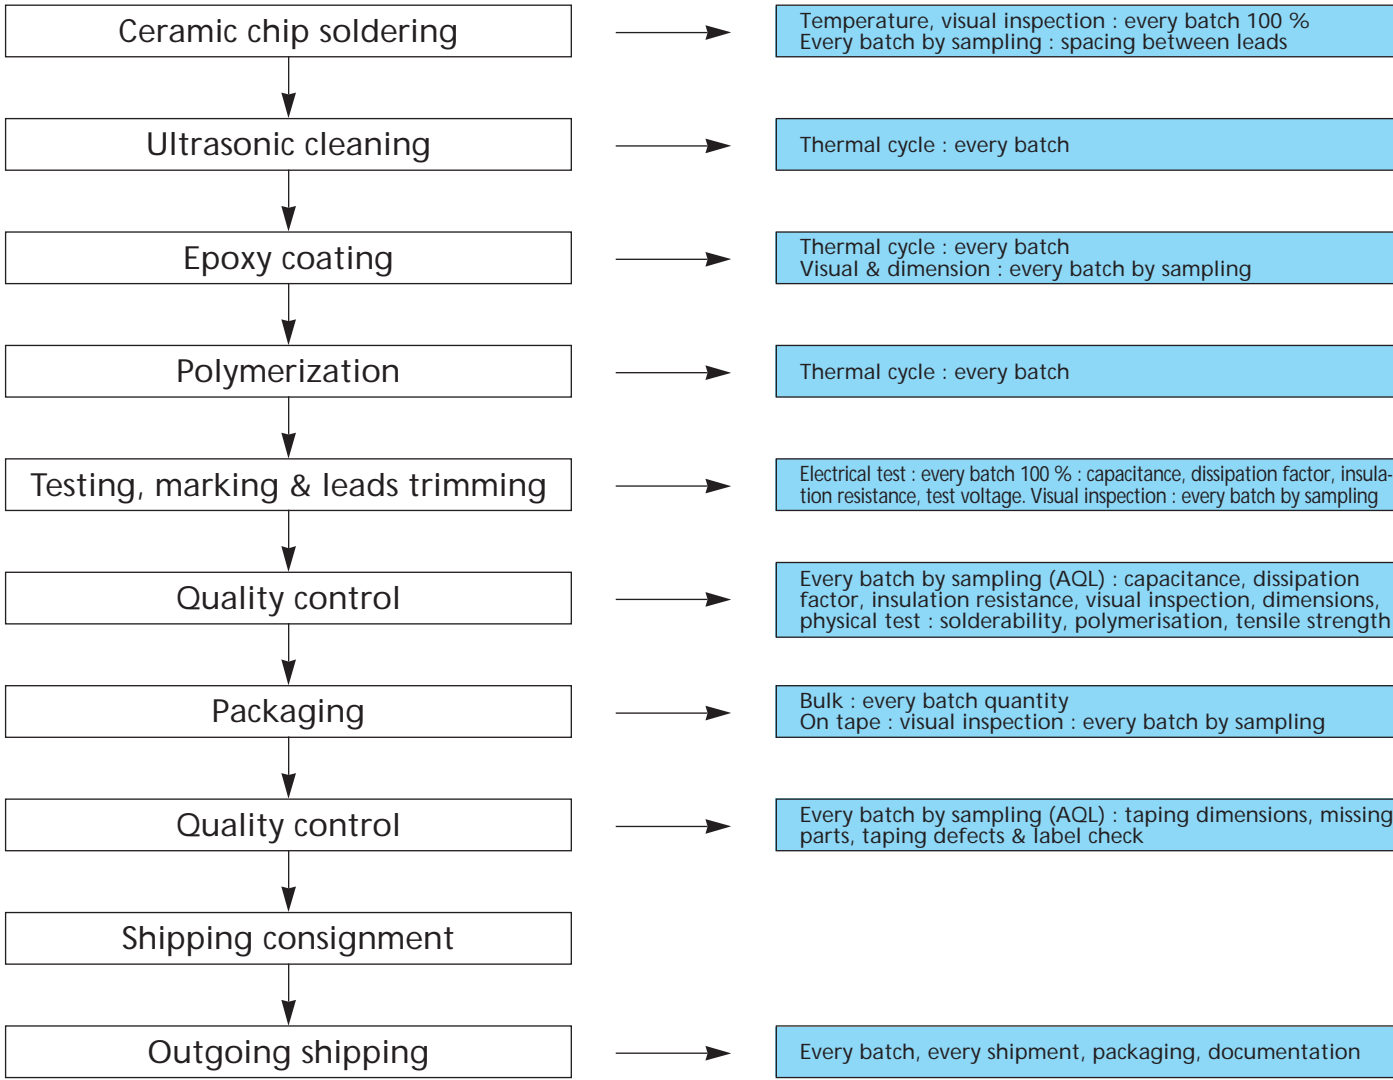 Ceramic chip soldering
Temperature, visual inspection : every batch 100 %
Every batch by sampling : spacing between leads
Ultrasonic cleaning
Thermal cycle : every batch
Epoxy coating
Thermal cycle : every batch
Visual & dimension : every batch by sampling
Polymerization
Thermal cycle : every batch
Testing, marking & leads trimming
Electrical test : every batch 100 % : capacitance, dissipation factor, insula-
tion resistance, test voltage. Visual inspection : every batch by sampling
Quality control
Every batch by sampling (AQL) : capacitance, dissipation
factor, insulation resistance, visual inspection, dimensions,
physical test : solderability, polymerisation, tensile strength
Packaging
Bulk : every batch quantity
On tape : visual inspection : every batch by sampling
Quality control
Every batch by sampling (AQL) : taping dimensions, missing
parts, taping defects & label check
Shipping consignment
Outgoing shipping
Every batch, every shipment, packaging, documentation